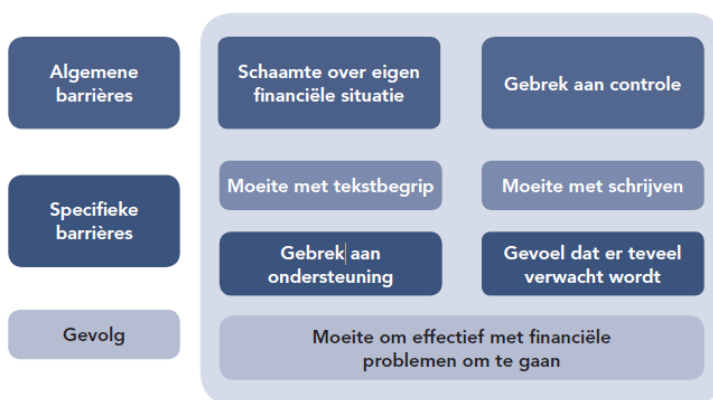 Algemene
barrières
Schaamte over eigen
financiële situatie
Gebrek aan controle
Specifieke
barrières
Moeite met tekstbegrip
Moeite met schrijven
Gebrek aan
ondersteuning
Gevoel dat er teveel
verwacht wordt
Gevolg
Moeite om effectief met financiële
problemen om te gaan